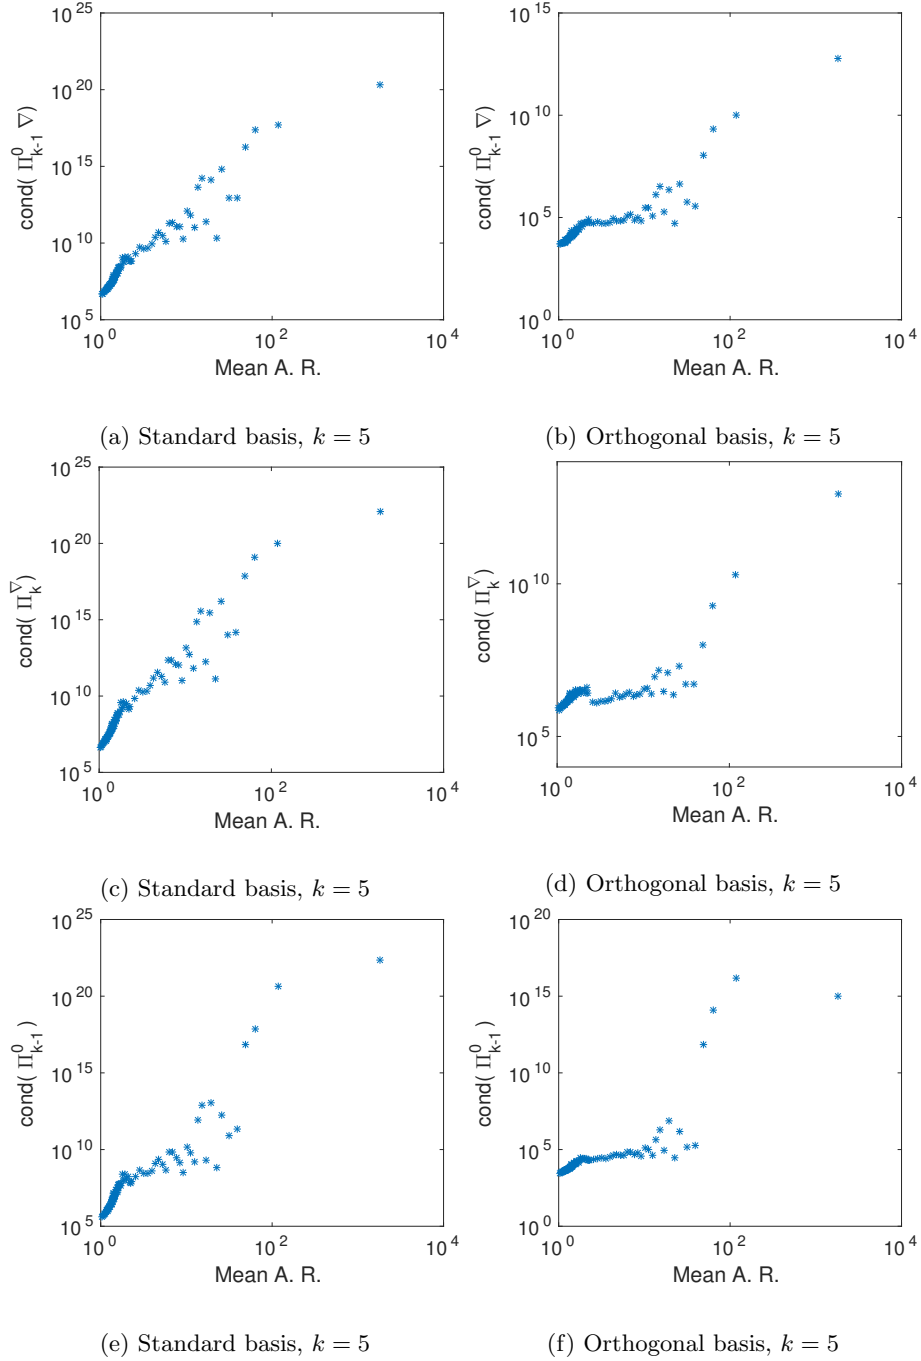 10^25
10^20
10^15
10^10
10^5
cond( Π^0_{k-1} ∇)
10^0 10^2 10^4
Mean A. R.
(a) Standard basis, k = 5
10^15
10^10
10^5
10^0
cond( Π^0_{k-1} ∇)
10^0 10^2 10^4
Mean A. R.
(b) Orthogonal basis, k = 5
10^25
10^20
10^15
10^10
10^5
cond( Π^∇_k)
10^0 10^2 10^4
Mean A. R.
(c) Standard basis, k = 5
10^10
10^5
cond( Π^∇_k)
10^0 10^2 10^4
Mean A. R.
(d) Orthogonal basis, k = 5
10^25
10^20
10^15
10^10
10^5
cond( Π^0_{k-1} )
10^0 10^2 10^4
Mean A. R.
(e) Standard basis, k = 5
10^20
10^15
10^10
10^5
10^0
cond( Π^0_{k-1} )
10^0 10^2 10^4
Mean A. R.
(f) Orthogonal basis, k = 5